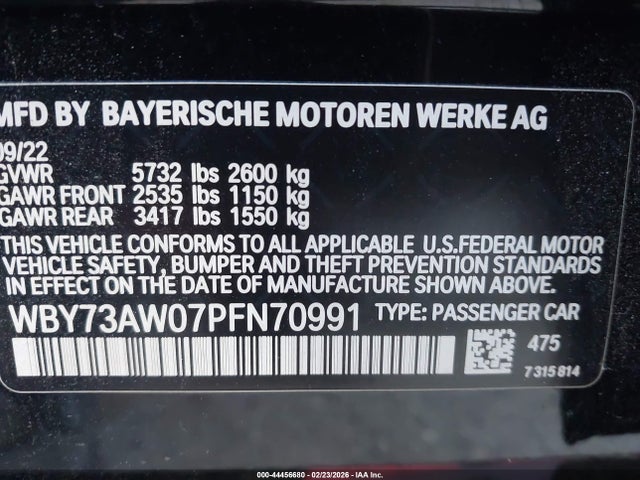 MFD BY BAYERISCHE MOTOREN WERKE AG
09/22
GVWR 5732 lbs 2600 kg
GAWR FRONT 2535 lbs 1150 kg
GAWR REAR 3417 lbs 1550 kg
THIS VEHICLE CONFORMS TO ALL APPLICABLE U.S.FEDERAL MOTOR
VEHICLE SAFETY, BUMPER AND THEFT PREVENTION STANDARDS
IN EFFECT ON THE DATE OF MANUFACTURE SHOWN ABOVE.
WBY73AW07PFN70991 TYPE: PASSENGER CAR
475
7315814
000-44456680 - 02/23/2026 - IAA Inc.